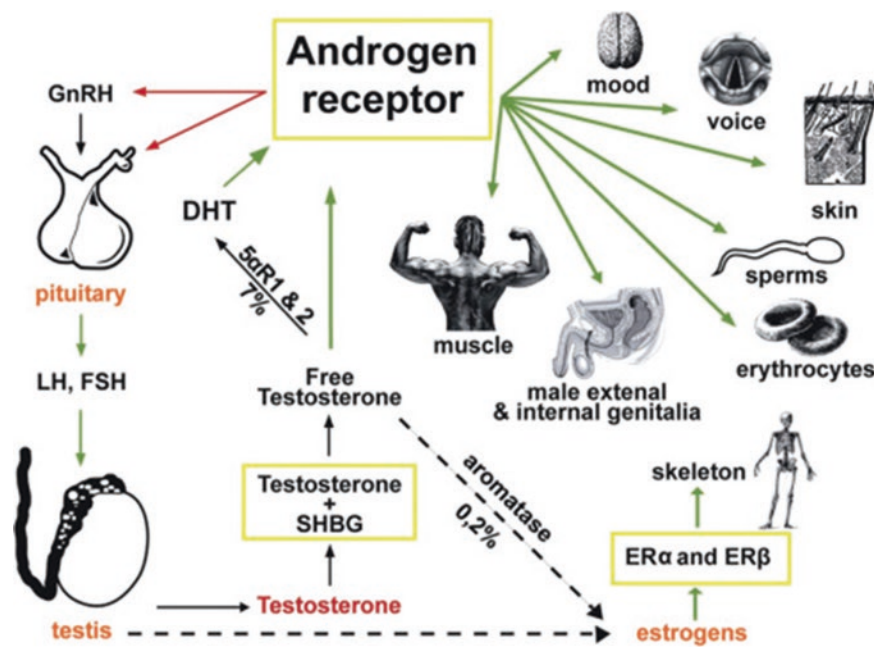 Androgen
receptor
GnRH
mood
voice
skin
DHT
5αR1 & 2
7%
pituitary
sperms
muscle
erythrocytes
male extenal
& internal genitalia
LH, FSH
Free
Testosterone
aromatase
0,2%
skeleton
Testosterone
+
SHBG
ERα and ERβ
Testosterone
testis
estrogens